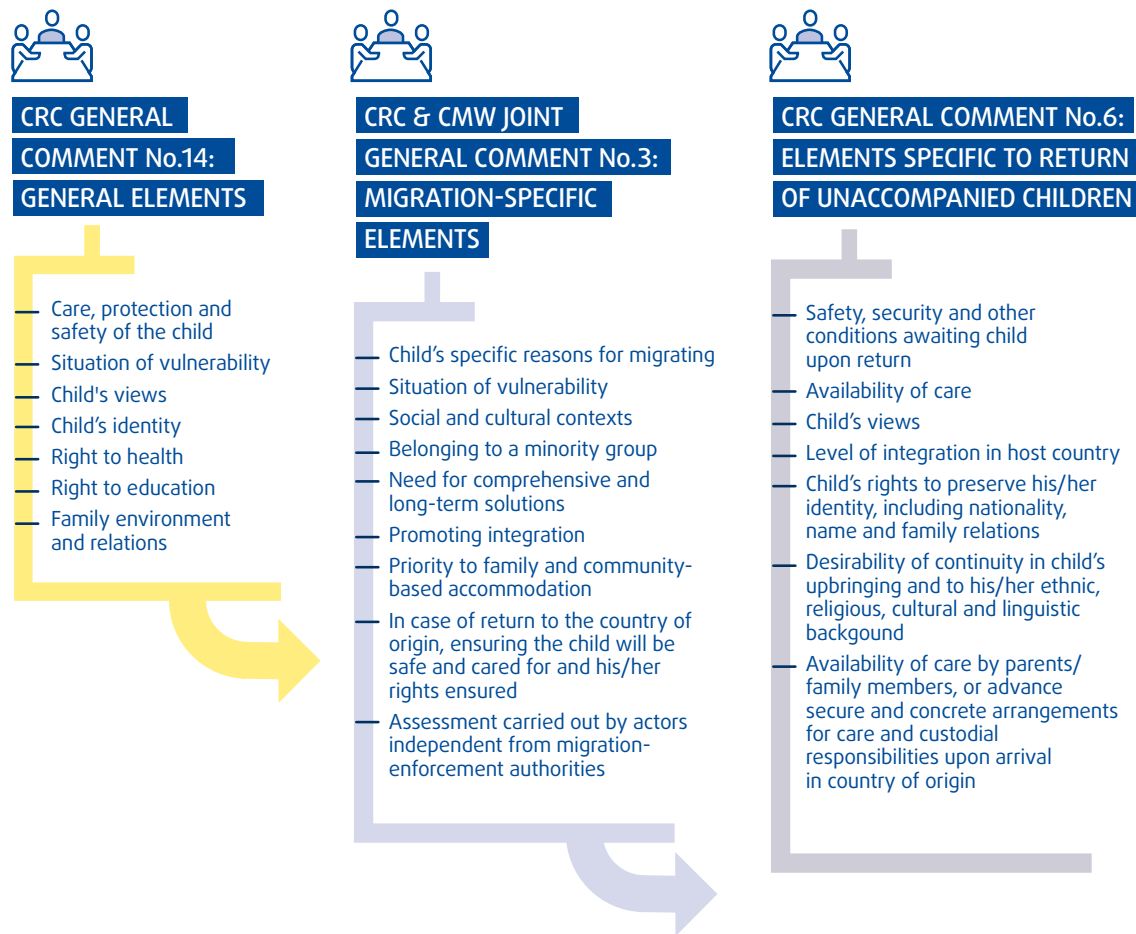 CRC GENERAL
COMMENT No.14:
GENERAL ELEMENTS
Care, protection and
safety of the child
Situation of vulnerability
Child's views
Child’s identity
Right to health
Right to education
Family environment
and relations
CRC & CMW JOINT
GENERAL COMMENT No.3:
MIGRATION-SPECIFIC
ELEMENTS
Child’s specific reasons for migrating
Situation of vulnerability
Social and cultural contexts
Belonging to a minority group
Need for comprehensive and
long-term solutions
Promoting integration
Priority to family and community-
based accommodation
In case of return to the country of
origin, ensuring the child will be
safe and cared for and his/her
rights ensured
Assessment carried out by actors
independent from migration-
enforcement authorities
CRC GENERAL COMMENT No.6:
ELEMENTS SPECIFIC TO RETURN
OF UNACCOMPANIED CHILDREN
Safety, security and other
conditions awaiting child
upon return
Availability of care
Child’s views
Level of integration in host country
Child’s rights to preserve his/her
identity, including nationality,
name and family relations
Desirability of continuity in child’s
upbringing and to his/her ethnic,
religious, cultural and linguistic
backgound
Availability of care by parents/
family members, or advance
secure and concrete arrangements
for care and custodial
responsibilities upon arrival
in country of origin